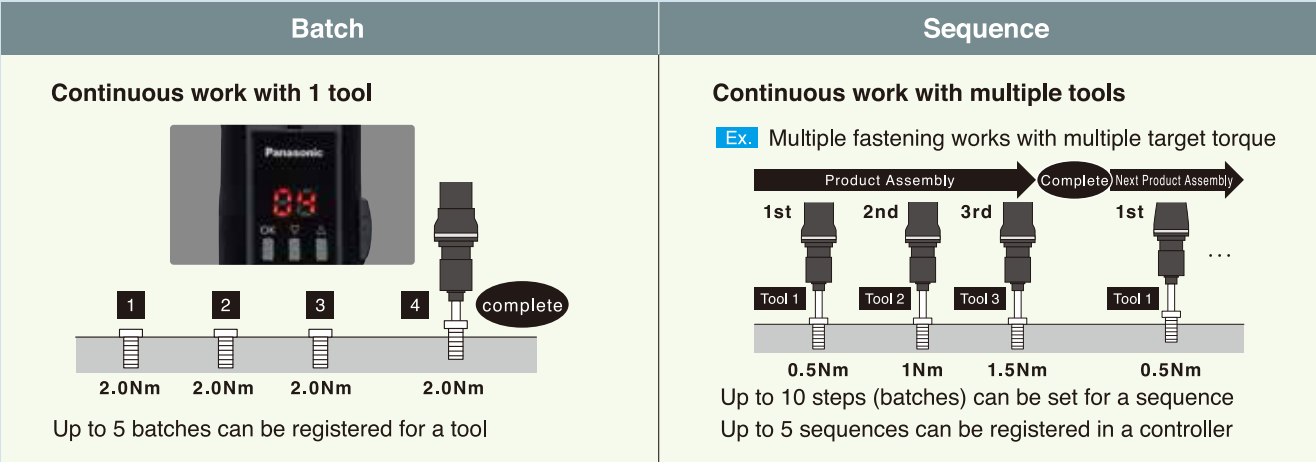 Batch
Continuous work with 1 tool
Panasonic
04
OK ▽ △
1 2 3 4 complete
2.0Nm 2.0Nm 2.0Nm 2.0Nm
Up to 5 batches can be registered for a tool
Sequence
Continuous work with multiple tools
Ex. Multiple fastening works with multiple target torque
Product Assembly Complete Next Product Assembly
1st 2nd 3rd 1st
...
Tool 1 Tool 2 Tool 3 Tool 1
0.5Nm 1Nm 1.5Nm 0.5Nm
Up to 10 steps (batches) can be set for a sequence
Up to 5 sequences can be registered in a controller